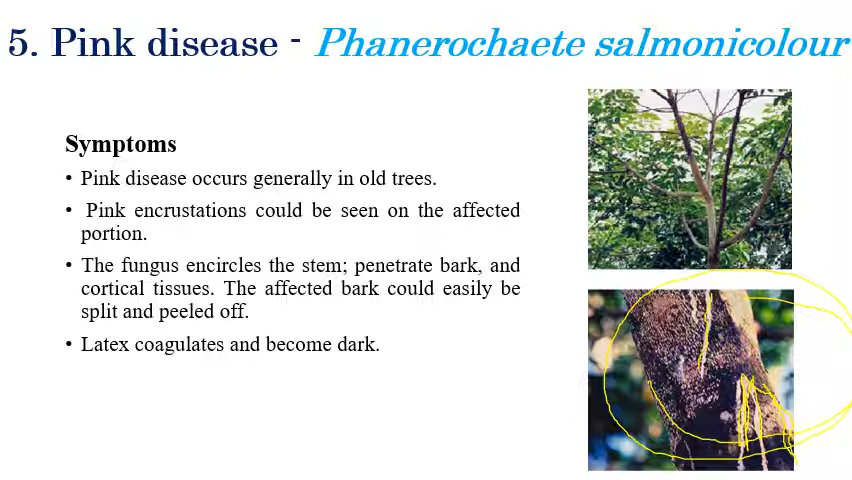 5. Pink disease - Phanerochaete salmonicolour
Symptoms
• Pink disease occurs generally in old trees.
• Pink encrustations could be seen on the affected
portion.
• The fungus encircles the stem; penetrate bark, and
cortical tissues. The affected bark could easily be
split and peeled off.
• Latex coagulates and become dark.